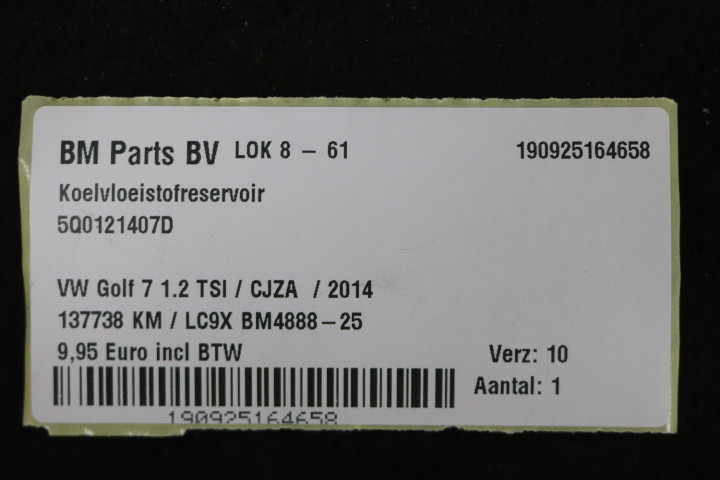 BM Parts BV LOK 8 - 61 190925164658
Koelvloeistofreservoir
5Q0121407D
VW Golf 7 1.2 TSI / CJZA / 2014
137738 KM / LC9X BM4888-25
9,95 Euro incl BTW Verz: 10
Aantal: 1
190925164658